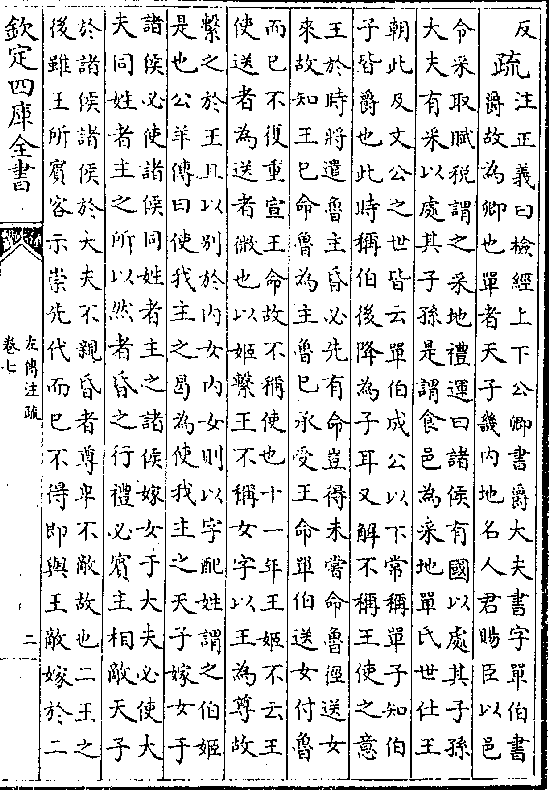 反疏注正義曰檢經上下公卿書爵大夫書字單伯書
爵故為卿也單者天子畿內地名人君賜臣以邑
令采取賦稅謂之采地禮運曰諸侯有國以處其子孫
大夫有采以處其子孫是謂食邑為采地單氏世仕王
朝此及文公之世皆云單伯成公以下常稱單子知伯
子皆爵也此時稱伯後降為子耳又解不稱王使之意
王於時將遣魯主昏必先有命豈得未嘗命魯徑送女
來故知王已命魯為主魯已承受王命單伯送女付魯
而已不復重宣王命故不稱使也十一年王姬不云王
使送者為送者微也以姬繫王不稱女字以王為尊故
繫之於王且以別於內女內女則以字配姓謂之伯姬
是也公羊傳曰使我主之曷為使我主之天子嫁女于
諸侯必使諸侯同姓者主之諸侯嫁女于大夫必使大
夫同姓者主之所以然者昏之行禮必賓主相敵天子
於諸侯諸侯於大夫不親昏者尊卑不敵故也二王之
後雖王所賓客示崇先代而已不得即與王敵嫁於二
欽定四庫全書
左傳注疏
卷七
二